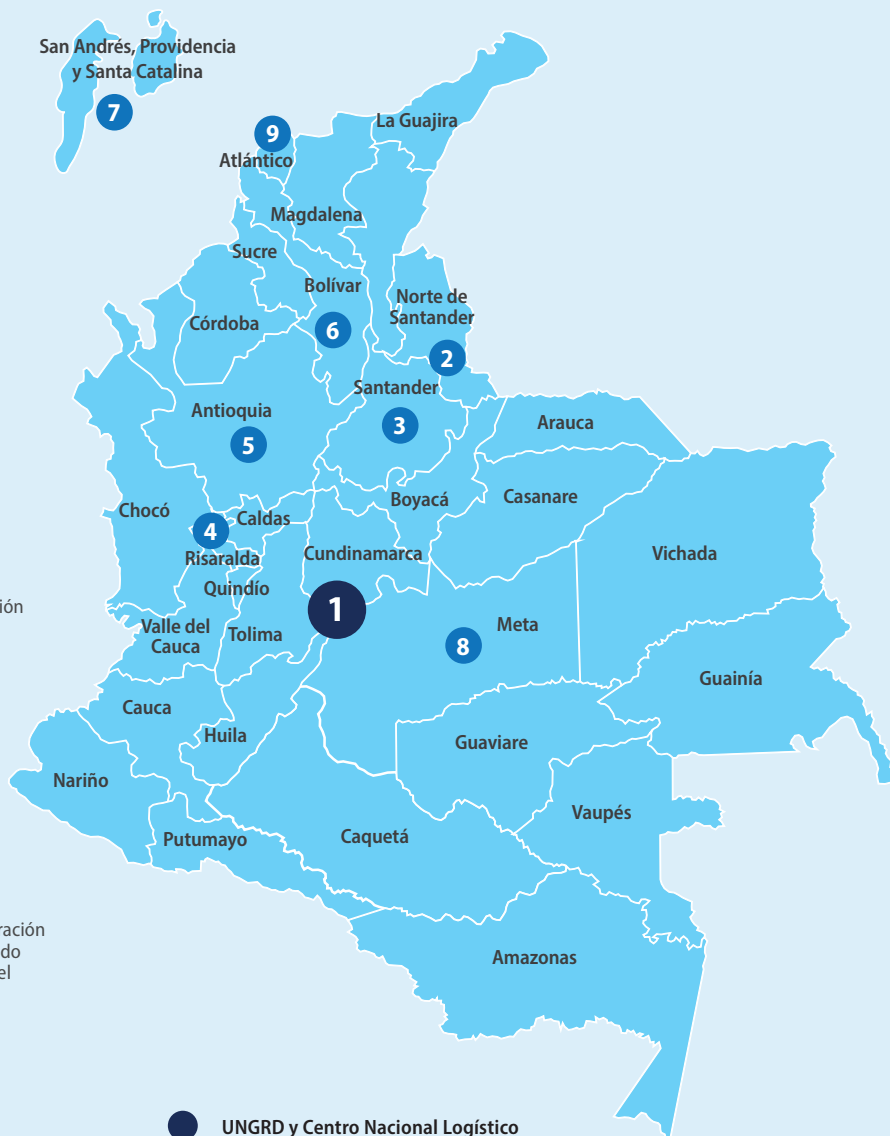 San Andrés, Providencia
y Santa Catalina
7
9
La Guajira
Atlántico
Magdalena
Sucre
Bolívar
Norte de
Santander
Córdoba
6
2
Santander
Antioquia
3
Arauca
5
Boyacá
Casanare
Chocó
Caldas
4
Cundinamarca
Vichada
Risaralda
Quindío
ión
1
Valle del
Cauca
Tolima
Meta
8
Guainía
Cauca
Huila
Guaviare
Nariño
Vaupés
Putumayo
Caquetá
ración
do
el
Amazonas
UNGRD y Centro Nacional Logístico